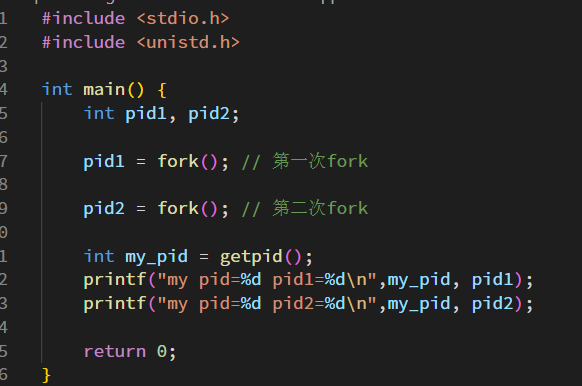 1 #include <stdio.h>
2 #include <unistd.h>
3
4 int main() {
5 int pid1, pid2;
6
7 pid1 = fork(); // 第一次fork
8
9 pid2 = fork(); // 第二次fork
0
1 int my_pid = getpid();
2 printf("my pid=%d pid1=%d\n",my_pid, pid1);
3 printf("my pid=%d pid2=%d\n",my_pid, pid2);
4
5 return 0;
6 }